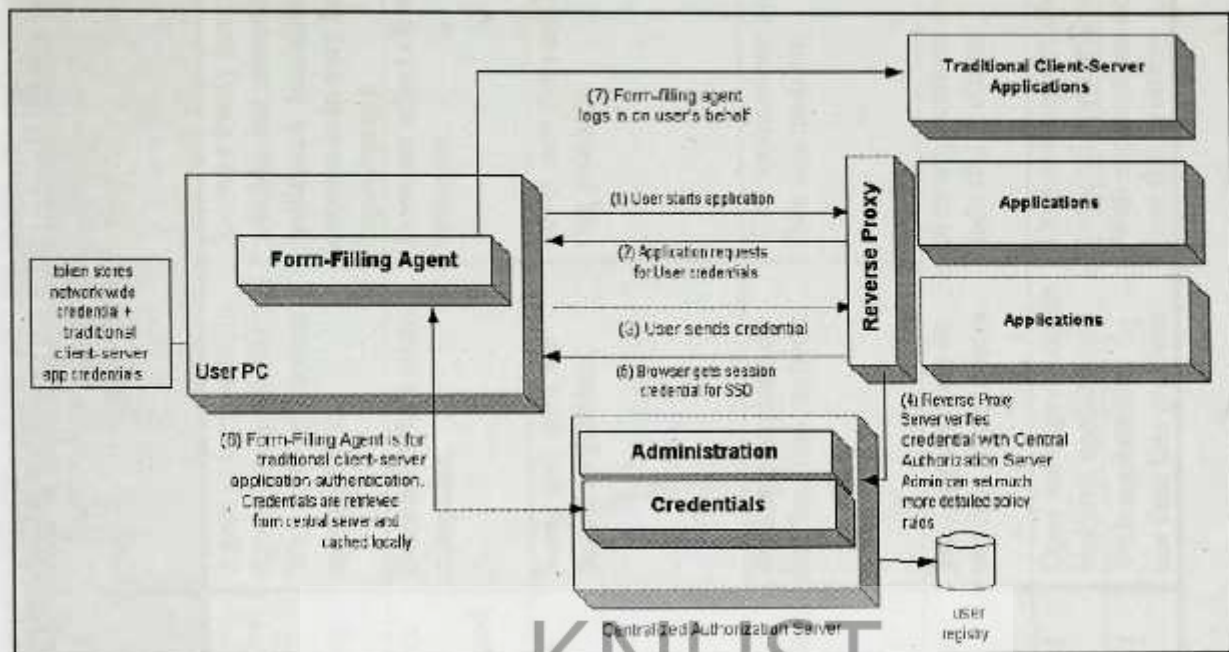 Traditional Client-Server
Applications
(7) Form-filling agent
logs in on user's behalf
(1) User starts application
Reverse Proxy
Applications
Form-Filling Agent
(2) Application requests
for User credentials
token stores
network-wide
credential +
traditional
client-server
app credentials
(3) User sends credential
Applications
User PC
(5) Browser gets session
credential for SSO
(4) Reverse Proxy
Server verifies
credential with Central
Authorization Server
Admin can set much
more detailed policy
rules
(6) Form-Filling Agent is for
traditional client-server
application authentication.
Credentials are retrieved
from central server and
cached locally
Administration
Credentials
user
registry
Centralized Authorization Server
KNUST